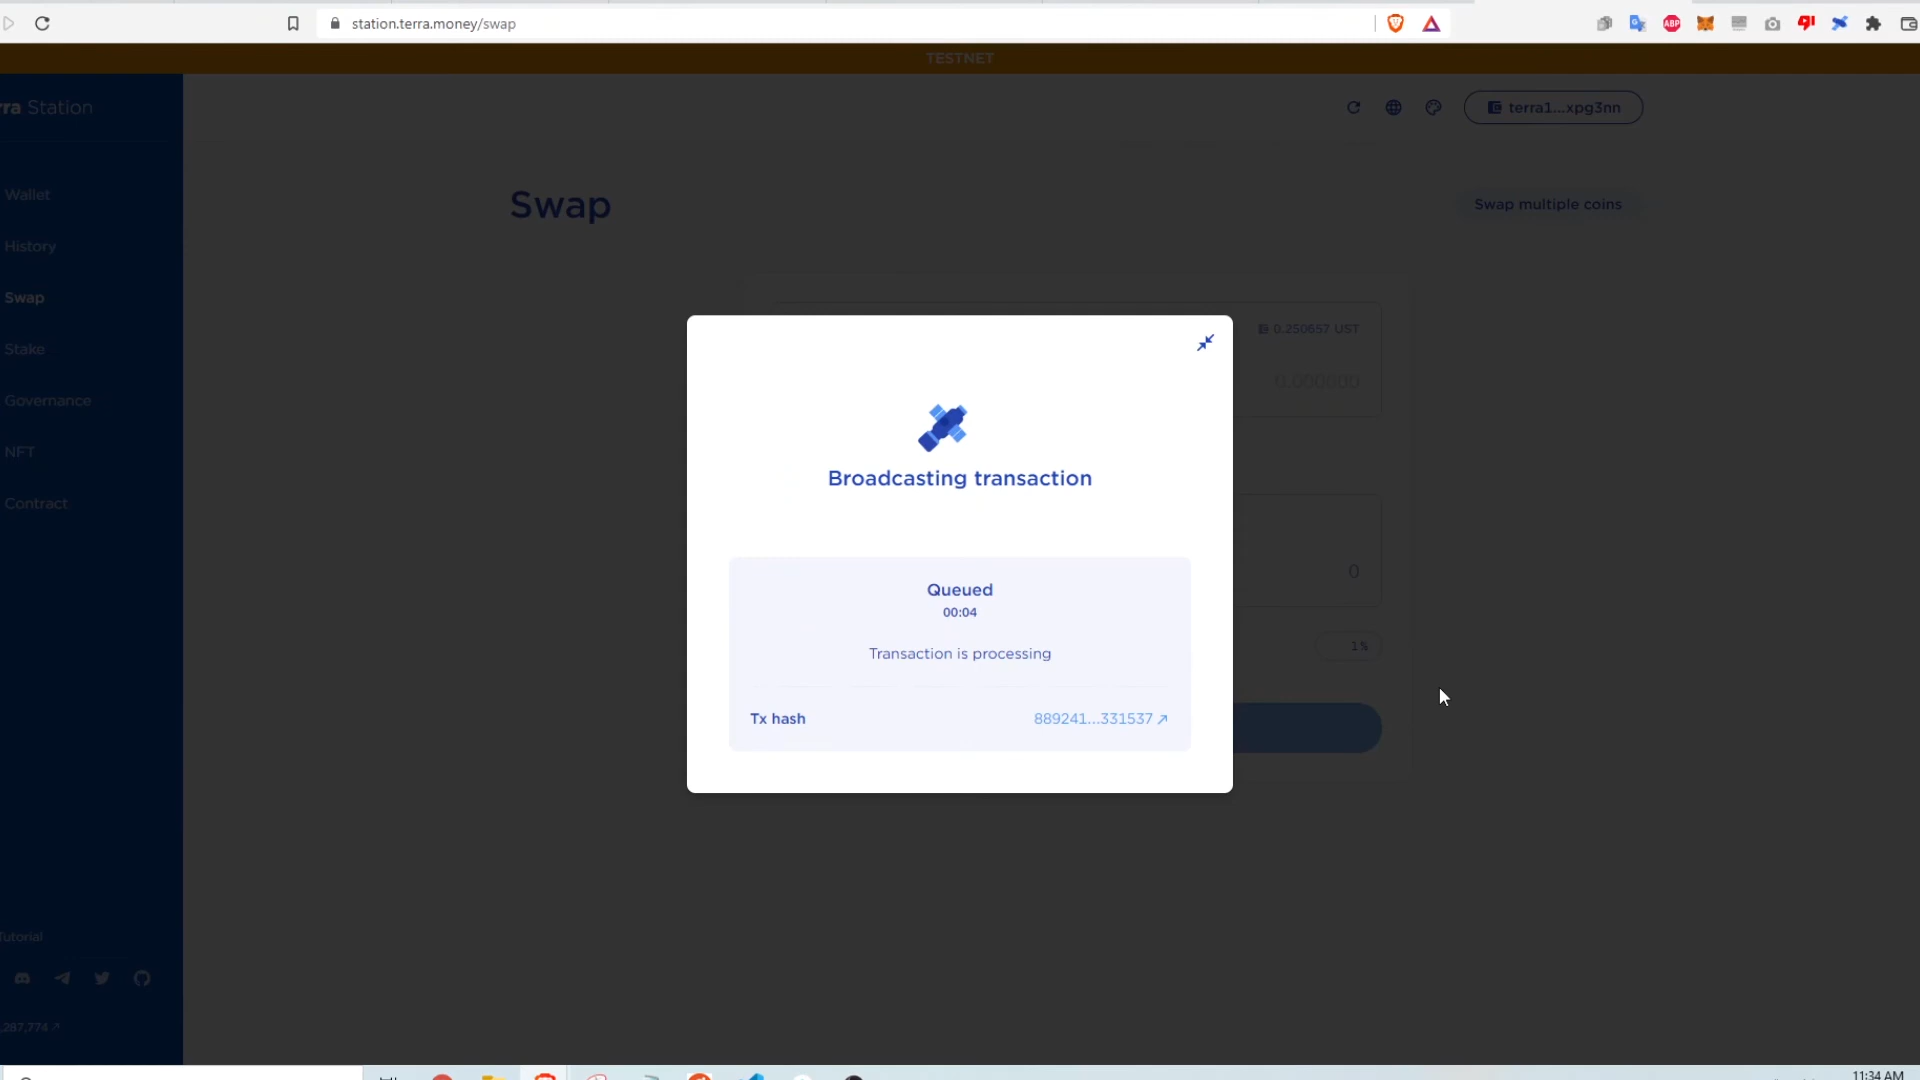 station.terra.money/swap
ABP
TESTNET
rra Station
terra1...xpg3nn
Wallet
History
Swap
Stake
Governance
NFT
Contract
Swap
Swap multiple coins
0.250657 UST
0.000000
0
1%
Broadcasting transaction
Queued
00:04
Transaction is processing
Tx hash
889241...331537
Tutorial
,287,774
11:34 AM